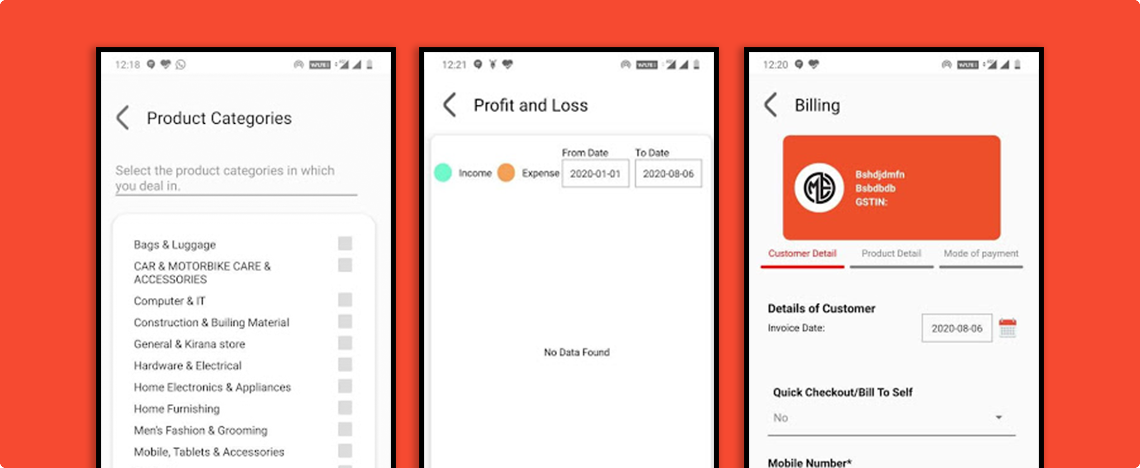 12:18
Product Categories
Select the product categories in which
you deal in.
Bags & Luggage
CAR & MOTORBIKE CARE &
ACCESSORIES
Computer & IT
Construction & Builing Material
General & Kirana store
Hardware & Electrical
Home Electronics & Appliances
Home Furnishing
Men's Fashion & Grooming
Mobile, Tablets & Accessories
12:21
Profit and Loss
From Date
To Date
Income
Expense
2020-01-01
2020-08-06
No Data Found
12:20
Billing
Bshdjdmfn
Bsbdbdb
GSTIN:
Customer Detail
Product Detail
Mode of payment
Details of Customer
Invoice Date:
2020-08-06
Quick Checkout/Bill To Self
No
Mobile Number*